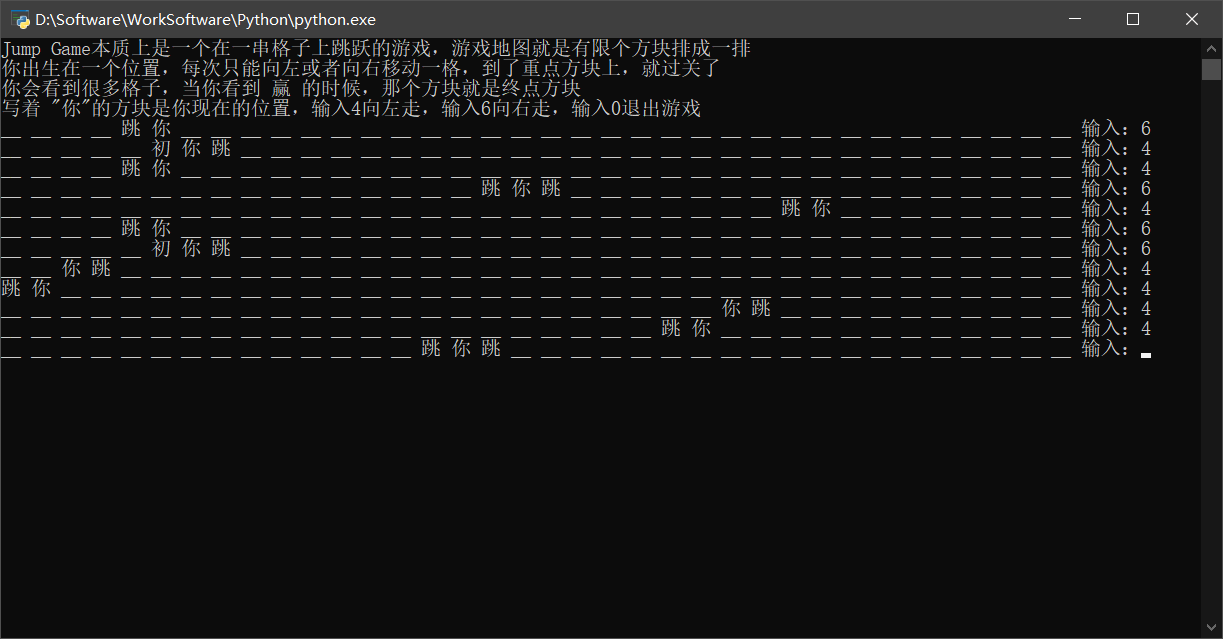 D:\Software\WorkSoftware\Python\python.exe
Jump Game本质上是一个在一串格子上跳跃的游戏，游戏地图就是有限个方块排成一排
你出生在一个位置，每次只能向左或者向右移动一格，到了重点方块上，就过关了
你会看到很多格子，当你看到 赢 的时候，那个方块就是终点方块
写着 "你"的方块是你现在的位置，输入4向左走，输入6向右走，输入0退出游戏
__ __ __ __ 跳 你 __ __ __ __ __ __ __ __ __ __ __ __ __ __ __ __ __ __ __ __ __ __ __ __ __ __ __ __ __ __ 输入：6
__ __ __ __ __ 初 你 跳 __ __ __ __ __ __ __ __ __ __ __ __ __ __ __ __ __ __ __ __ __ __ __ __ __ __ __ __ 输入：4
__ __ __ __ 跳 你 __ __ __ __ __ __ __ __ __ __ __ __ __ __ __ __ __ __ __ __ __ __ __ __ __ __ __ __ __ __ 输入：4
__ __ __ __ __ __ __ __ __ __ __ __ __ __ __ __ 跳 你 跳 __ __ __ __ __ __ __ __ __ __ __ __ __ __ __ __ __ 输入：6
__ __ __ __ __ __ __ __ __ __ __ __ __ __ __ __ __ __ __ __ __ __ __ __ __ __ 跳 你 __ __ __ __ __ __ __ __ 输入：4
__ __ __ __ 跳 你 __ __ __ __ __ __ __ __ __ __ __ __ __ __ __ __ __ __ __ __ __ __ __ __ __ __ __ __ __ __ 输入：6
__ __ __ __ __ 初 你 跳 __ __ __ __ __ __ __ __ __ __ __ __ __ __ __ __ __ __ __ __ __ __ __ __ __ __ __ __ 输入：6
__ __ 你 跳 __ __ __ __ __ __ __ __ __ __ __ __ __ __ __ __ __ __ __ __ __ __ __ __ __ __ __ __ __ __ __ __ 输入：4
跳 你 __ __ __ __ __ __ __ __ __ __ __ __ __ __ __ __ __ __ __ __ __ __ __ __ __ __ __ __ __ __ __ __ __ __ 输入：4
__ __ __ __ __ __ __ __ __ __ __ __ __ __ __ __ __ __ __ __ __ __ __ __ 你 跳 __ __ __ __ __ __ __ __ __ __ 输入：4
__ __ __ __ __ __ __ __ __ __ __ __ __ __ __ __ __ __ __ __ __ __ 跳 你 __ __ __ __ __ __ __ __ __ __ __ __ 输入：4
__ __ __ __ __ __ __ __ __ __ __ __ __ __ 跳 你 跳 __ __ __ __ __ __ __ __ __ __ __ __ __ __ __ __ __ __ __ 输入：